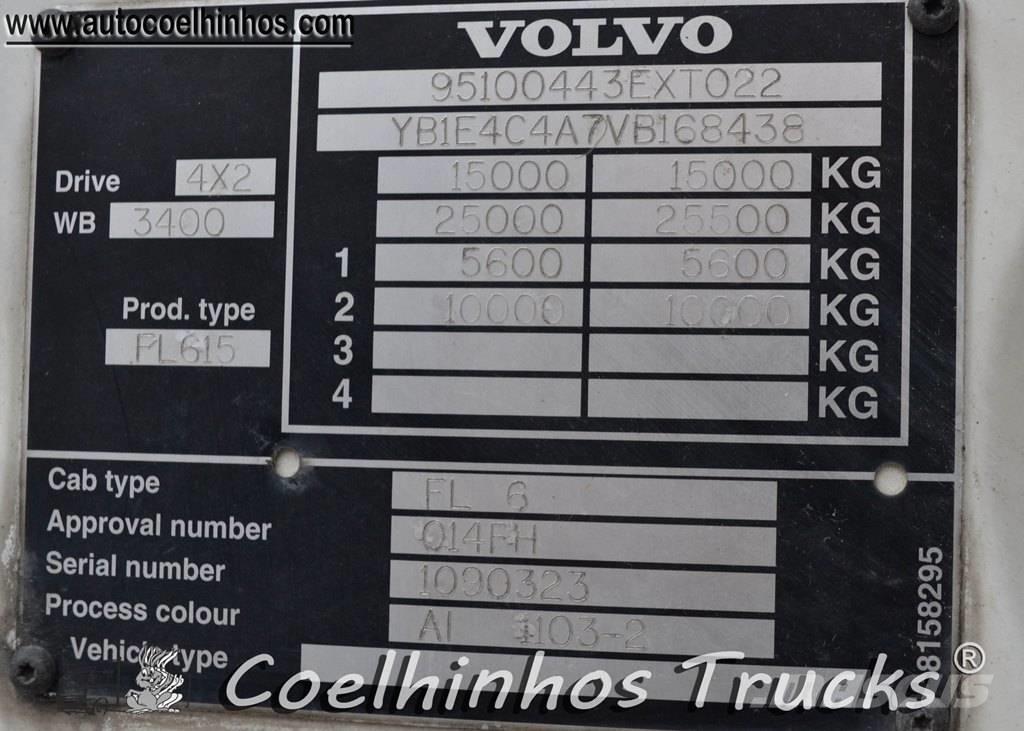 www.autocoelhinhos.com
VOLVO
95100443EXT022
YB1E4C4A7VB168438
15000 15000 KG
Drive 4X2
25000 25500 KG
WB 3400
1 5600 5600 KG
2 10000 10000 KG
Prod. type
FL615
3 KG
4 KG
Cab type FL 6
Approval number 014FH
Serial number 1090323
Process colour 103-2
Vehicle type
8158295
Coelhinhos Trucks®